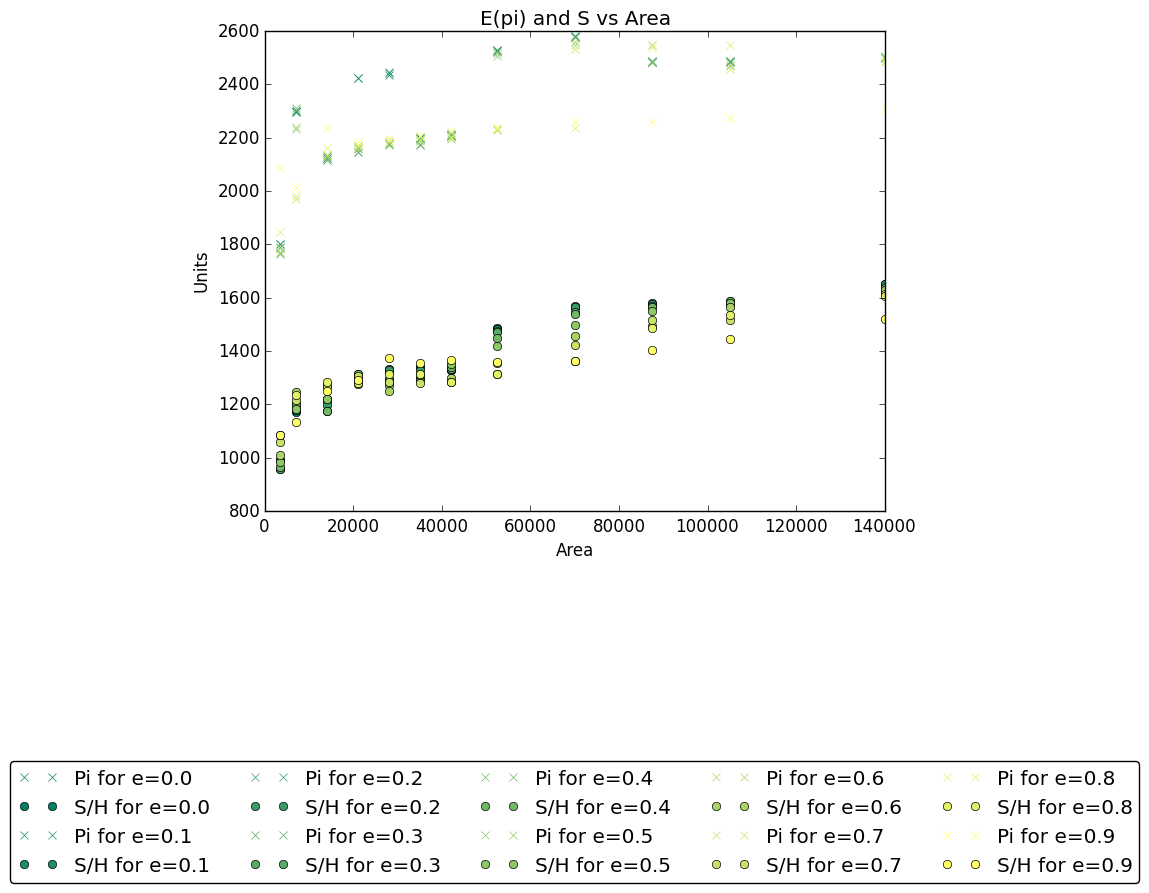 E(pi) and S vs Area
2600
2400
2200
2000
1800
1600
1400
1200
1000
800
Units
0 20000 40000 60000 80000 100000 120000 140000
Area
Pi for e=0.0 Pi for e=0.2 Pi for e=0.4 Pi for e=0.6 Pi for e=0.8
S/H for e=0.0 S/H for e=0.2 S/H for e=0.4 S/H for e=0.6 S/H for e=0.8
Pi for e=0.1 Pi for e=0.3 Pi for e=0.5 Pi for e=0.7 Pi for e=0.9
S/H for e=0.1 S/H for e=0.3 S/H for e=0.5 S/H for e=0.7 S/H for e=0.9